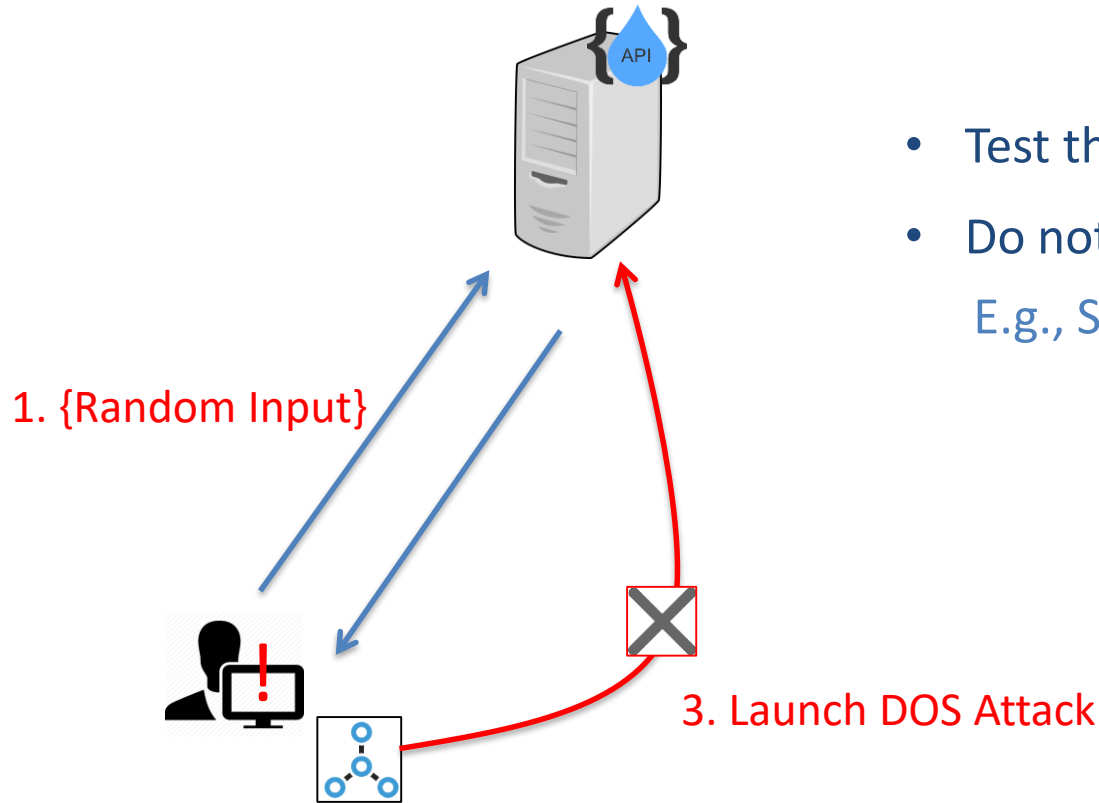 API
• Test th
• Do not
E.g., S
1. {Random Input}
3. Launch DOS Attack